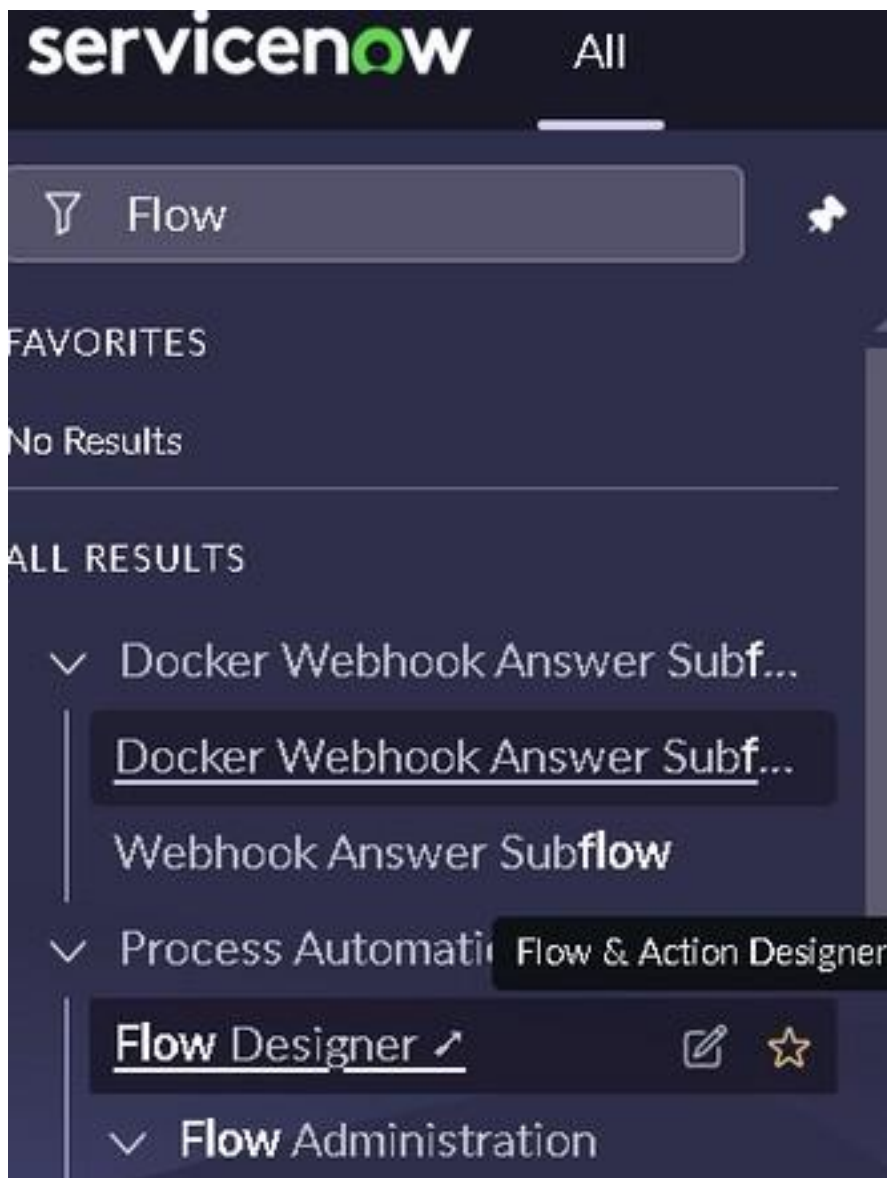 servicenow All
Flow
FAVORITES
No Results
ALL RESULTS
Docker Webhook Answer Subf...
Docker Webhook Answer Subf...
Webhook Answer Subflow
Process Automati
Flow & Action Designer
Flow Designer
Flow Administration